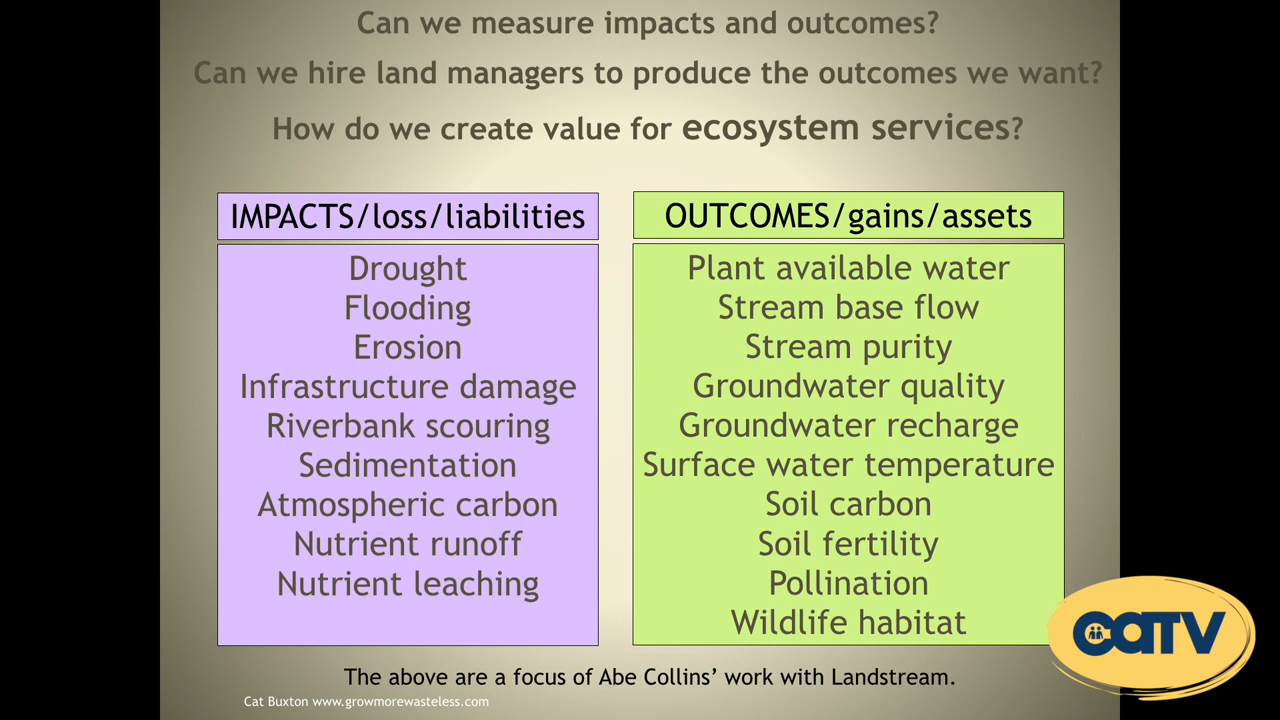 Can we measure impacts and outcomes?
Can we hire land managers to produce the outcomes we want?
How do we create value for ecosystem services?
IMPACTS/loss/liabilities
Drought
Flooding
Erosion
Infrastructure damage
Riverbank scouring
Sedimentation
Atmospheric carbon
Nutrient runoff
Nutrient leaching
OUTCOMES/gains/assets
Plant available water
Stream base flow
Stream purity
Groundwater quality
Groundwater recharge
Surface water temperature
Soil carbon
Soil fertility
Pollination
Wildlife habitat
The above are a focus of Abe Collins’ work with Landstream.
Cat Buxton www.growmorewasteless.com
CATV